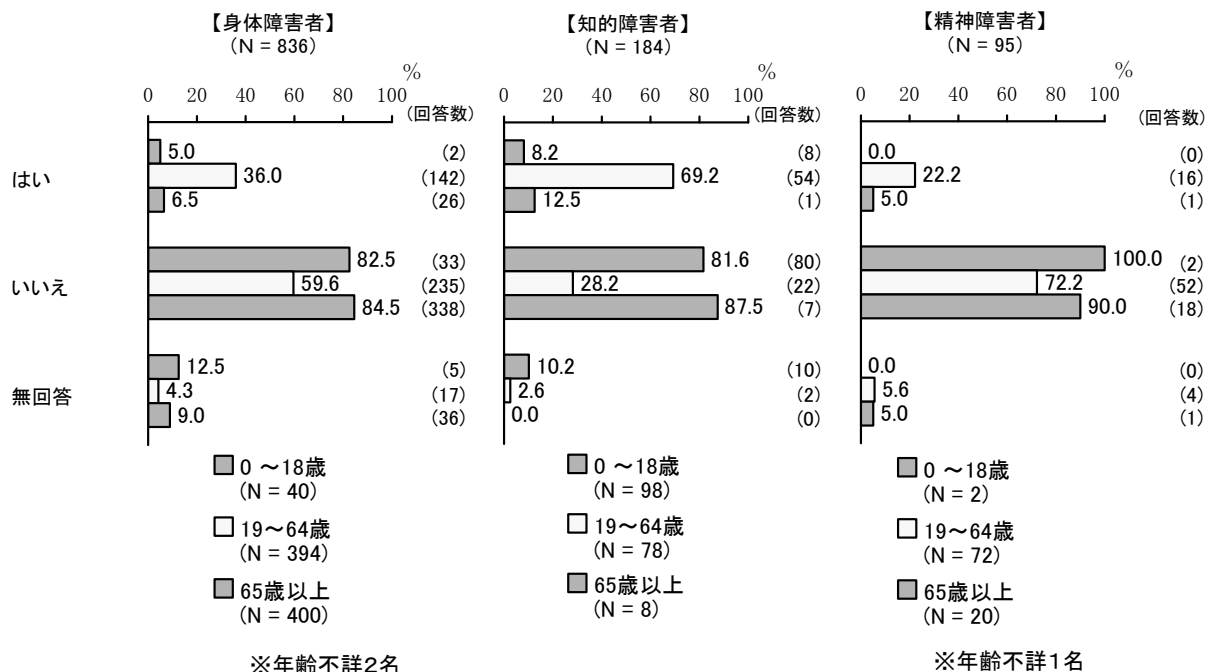 【身体障害者】 【知的障害者】 【精神障害者】
(N = 836) (N = 184) (N = 95)
% % %
0 20 40 60 80 100 0 20 40 60 80 100 0 20 40 60 80 100
(回答数) (回答数) (回答数)
5.0 (2) 8.2 (8) 0.0 (0)
はい 36.0 (142) 69.2 (54) 22.2 (16)
6.5 (26) 12.5 (1) 5.0 (1)
82.5 (33) 81.6 (80) 100.0 (2)
いいえ 59.6 (235) 28.2 (22) 72.2 (52)
84.5 (338) 87.5 (7) 90.0 (18)
12.5 (5) 10.2 (10) 0.0 (0)
無回答 4.3 (17) 2.6 (2) 5.6 (4)
9.0 (36) 0.0 (0) 5.0 (1)
0 ～18歳 0 ～18歳 0 ～18歳
(N = 40) (N = 98) (N = 2)
19～64歳 19～64歳 19～64歳
(N = 394) (N = 78) (N = 72)
65歳以上 65歳以上 65歳以上
(N = 400) (N = 8) (N = 20)
※年齢不詳2名 ※年齢不詳1名